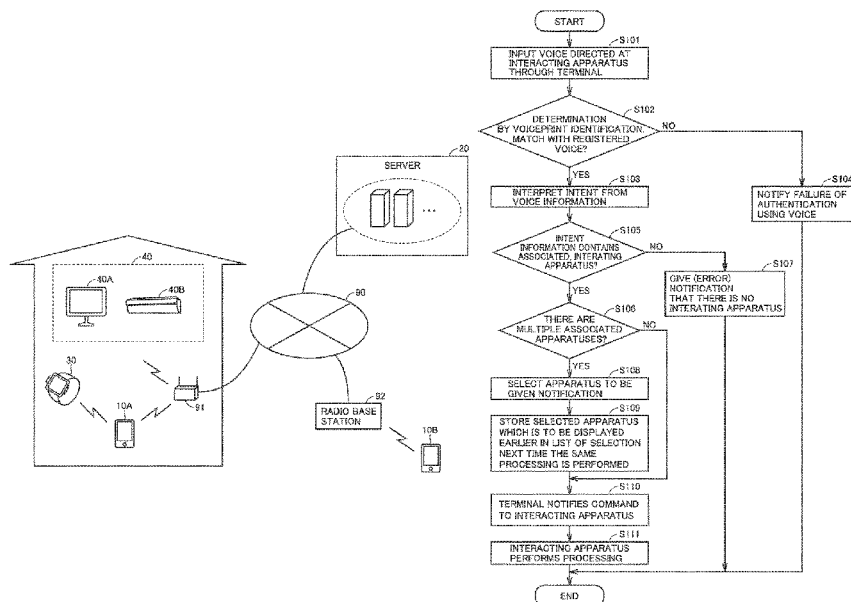 20
SERVER
...
40
40A
40B
30
10A
91
90
92
RADIO BASE
STATION
10B
START
S101
INPUT VOICE DIRECTED AT
INTERACTING APPARATUS
THROUGH TERMINAL
S102
DETERMINATION
BY VOICEPRINT IDENTIFICATION,
MATCH WITH REGISTERED
VOICE?
NO
YES
S103
INTERPRET INTENT FROM
VOICE INFORMATION
S104
NOTIFY FAILURE OF
AUTHENTICATION
USING VOICE
S105
INTENT
INFORMATION CONTAINS
ASSOCIATED, INTERATING
APPARATUS?
NO
YES
S107
GIVE (ERROR)
NOTIFICATION
THAT THERE IS NO
INTERATING APPARATUS
S106
THERE ARE
MULTIPLE ASSOCIATED
APPARATUSES?
NO
YES
S108
SELECT APPARATUS TO BE
GIVEN NOTIFICATION
S109
STORE SELECTED APPARATUS
WHICH IS TO BE DISPLAYED
EARLIER IN LIST OF SELECTION
NEXT TIME THE SAME
PROCESSING IS PERFORMED
S110
TERMINAL NOTIFIES COMMAND
TO INTERACTING APPARATUS
S111
INTERACTING APPARATUS
PERFORMS PROCESSING
END